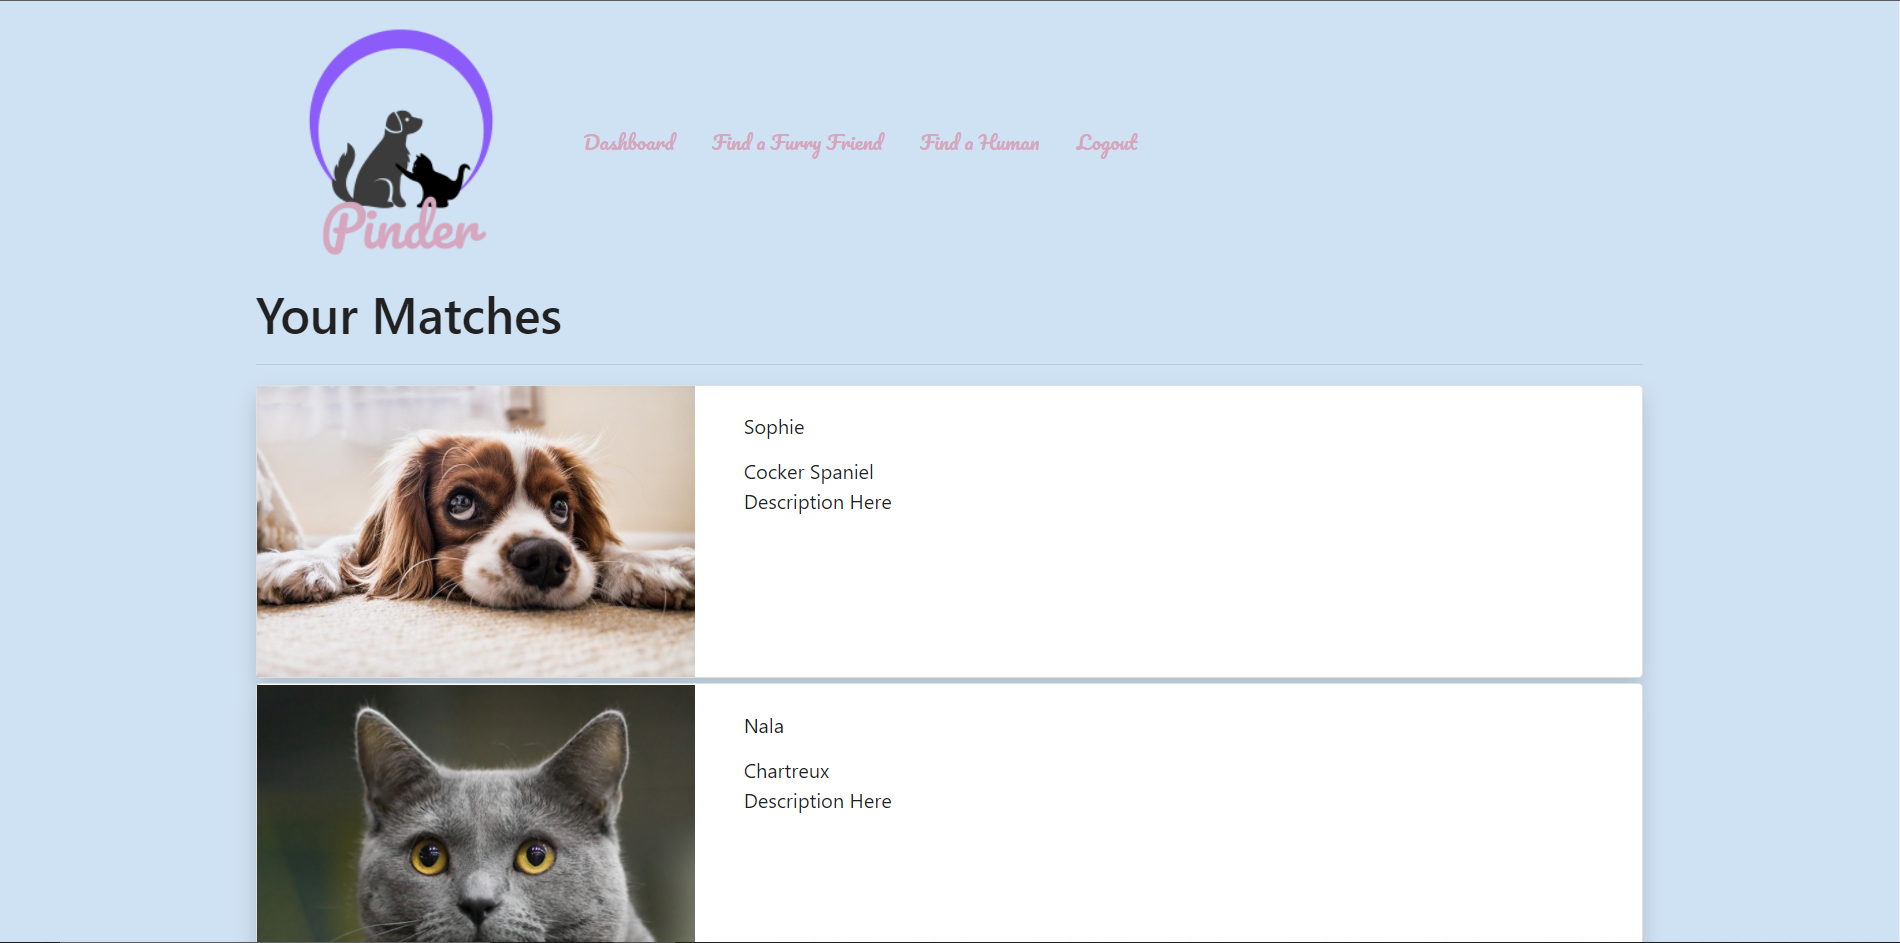 Pinder
Dashboard Find a Furry Friend Find a Human Logout
Your Matches
Sophie
Cocker Spaniel
Description Here
Nala
Chartreux
Description Here